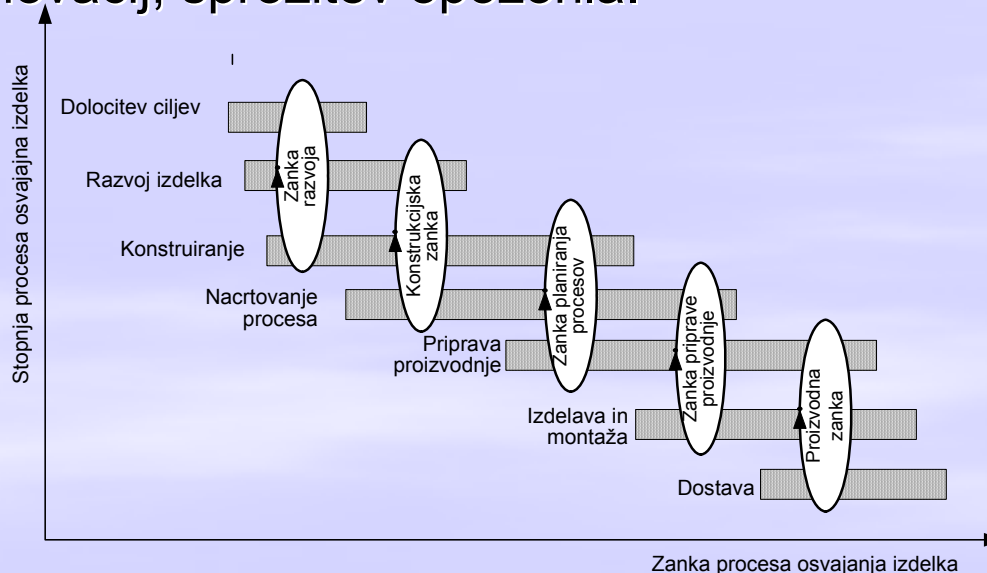 Stopnja procesa osvajajna izdelka
Dolocitev ciljev
Razvoj izdelka
Konstruiranje
Nacrtovanje
procesa
Priprava
proizvodnje
Izdelava in
montaža
Dostava
Zanka
razvoja
Konstrukcijska
zanka
Zanka planiranja
procesov
Zanka priprave
proizvodnje
Proizvodna
zanka
Zanka procesa osvajanja izdelka